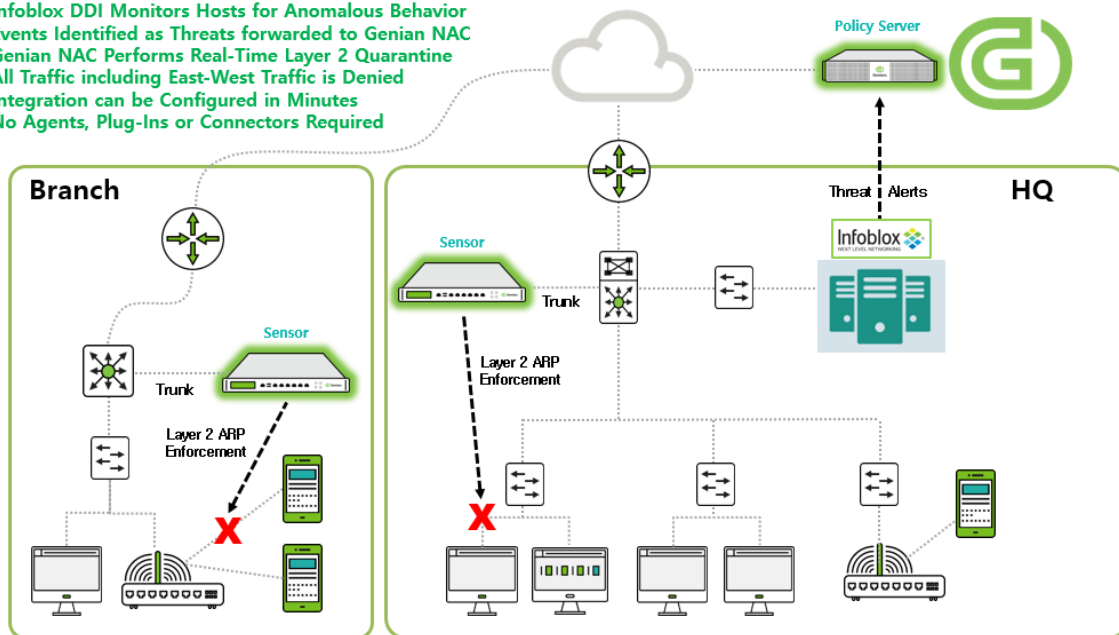 Infoblox DDI Monitors Hosts for Anomalous Behavior
Events Identified as Threats forwarded to Genian NAC
Genian NAC Performs Real-Time Layer 2 Quarantine
All Traffic including East-West Traffic is Denied
Integration can be Configured in Minutes
No Agents, Plug-Ins or Connectors Required
Policy Server
Branch
HQ
Threat Alerts
Infoblox
NEXT LEVEL NETWORKING
Sensor
Trunk
Layer 2 ARP
Enforcement
Sensor
Trunk
Layer 2 ARP
Enforcement
X
X